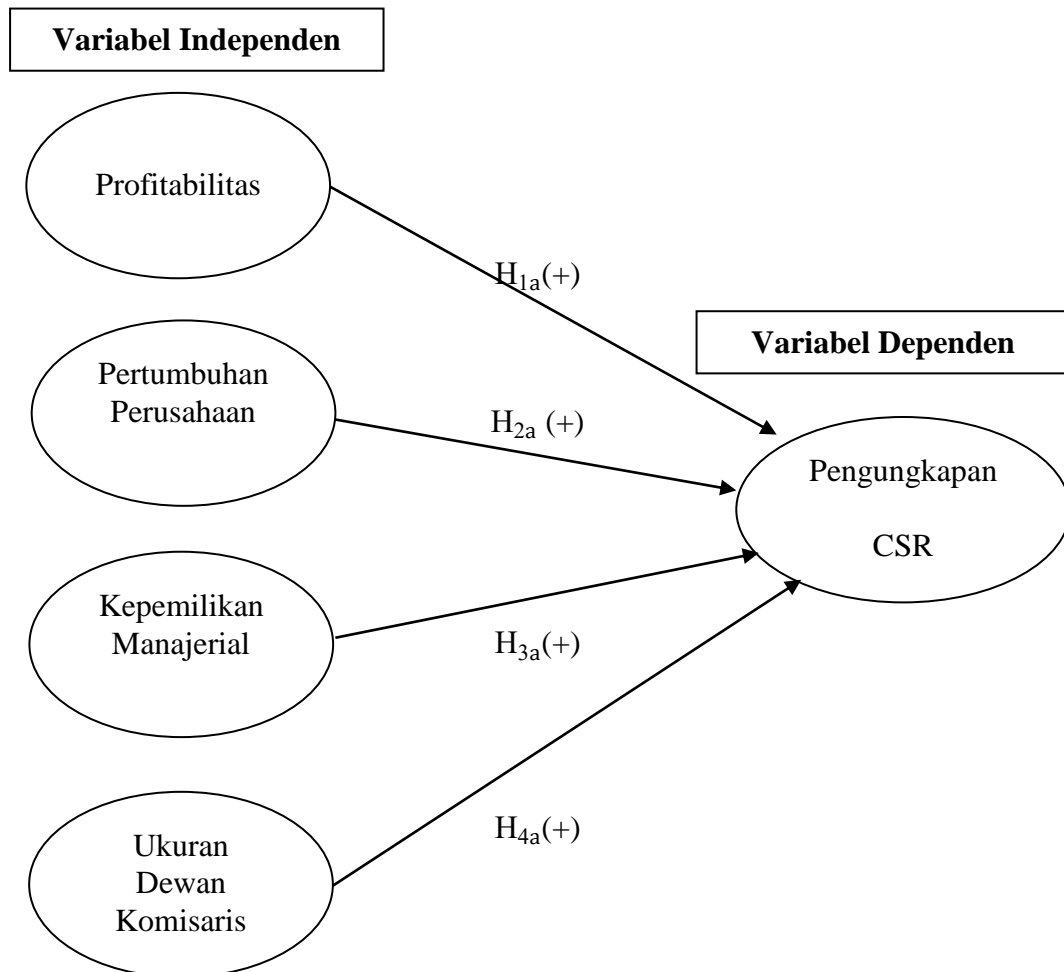 Variabel Independen
Profitabilitas
H1a(+)
Variabel Dependen
Pertumbuhan
Perusahaan
H2a (+)
Pengungkapan
CSR
Kepemilikan
Manajerial
H3a(+)
H4a(+)
Ukuran
Dewan
Komisaris